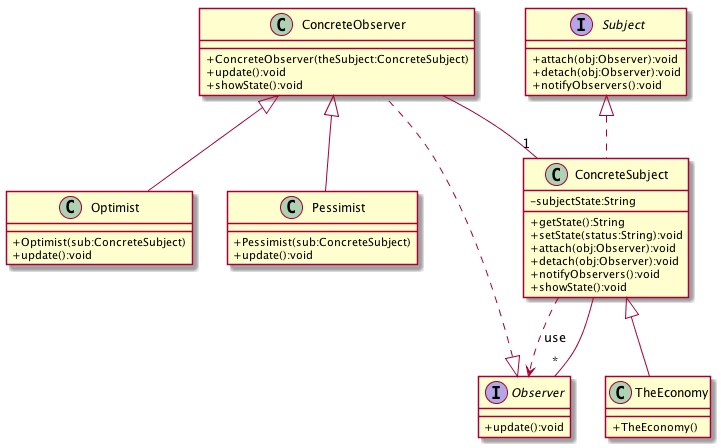 C ConcreteObserver
+ConcreteObserver(theSubject:ConcreteSubject)
+update():void
+showState():void
I Subject
+attach(obj:Observer):void
+detach(obj:Observer):void
+notifyObservers():void
1
C Optimist
+Optimist(sub:ConcreteSubject)
+update():void
C Pessimist
+Pessimist(sub:ConcreteSubject)
+update():void
C ConcreteSubject
-subjectState:String
+getState():String
+setState(status:String):void
+attach(obj:Observer):void
+detach(obj:Observer):void
+notifyObservers():void
+showState():void
use
*
I Observer
+update():void
C TheEconomy
+TheEconomy()